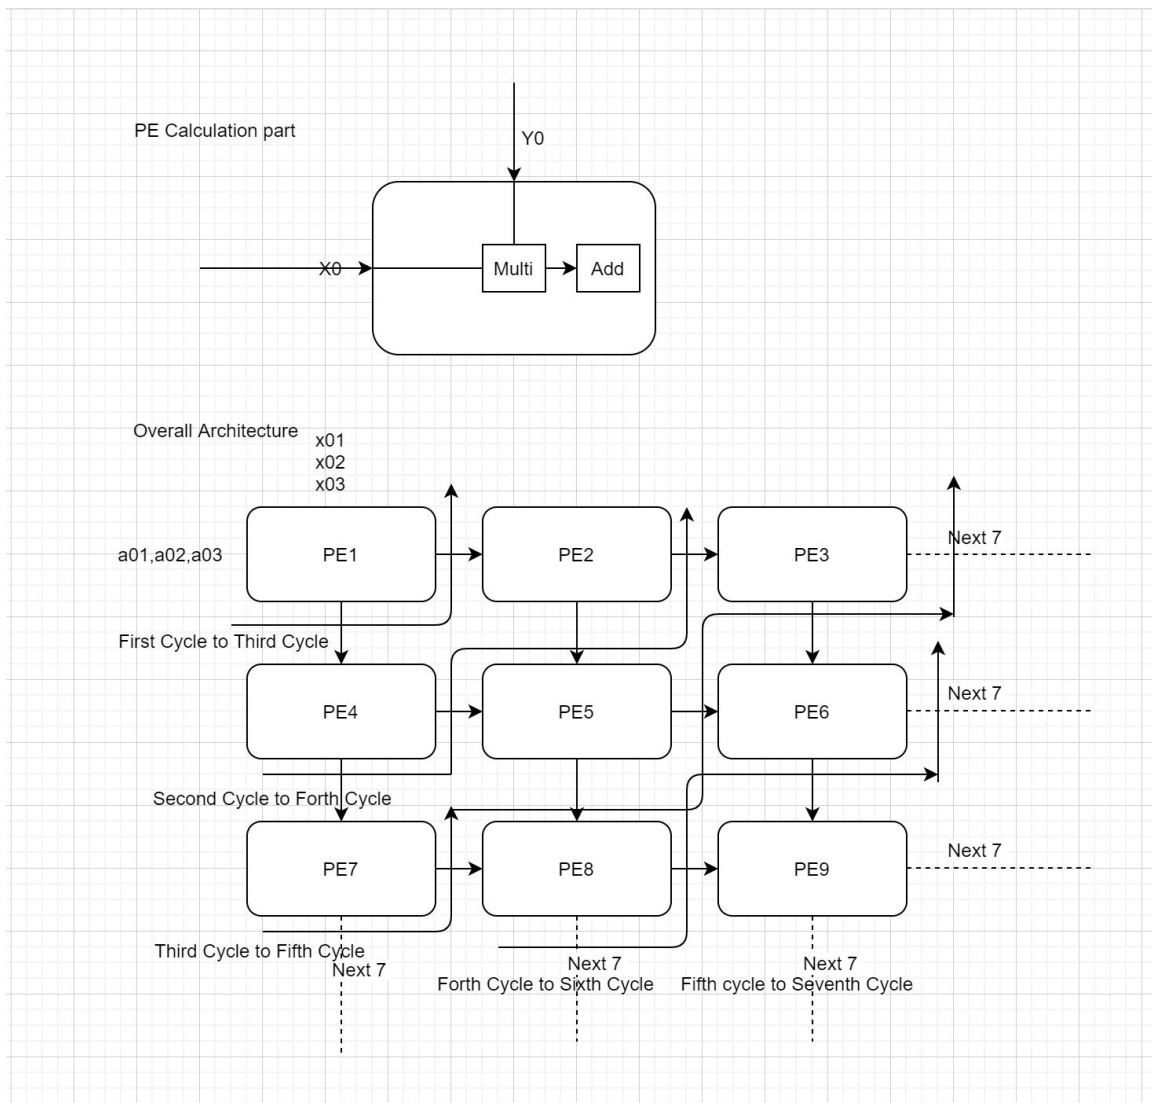 PE Calculation part
Y0
X0
Multi
Add
Overall Architecture
x01
x02
x03
a01,a02,a03
PE1
PE2
PE3
Next 7
First Cycle to Third Cycle
PE4
PE5
PE6
Next 7
Second Cycle to Forth Cycle
PE7
PE8
PE9
Next 7
Third Cycle to Fifth Cycle
Next 7
Next 7
Next 7
Forth Cycle to Sixth Cycle
Fifth cycle to Seventh Cycle